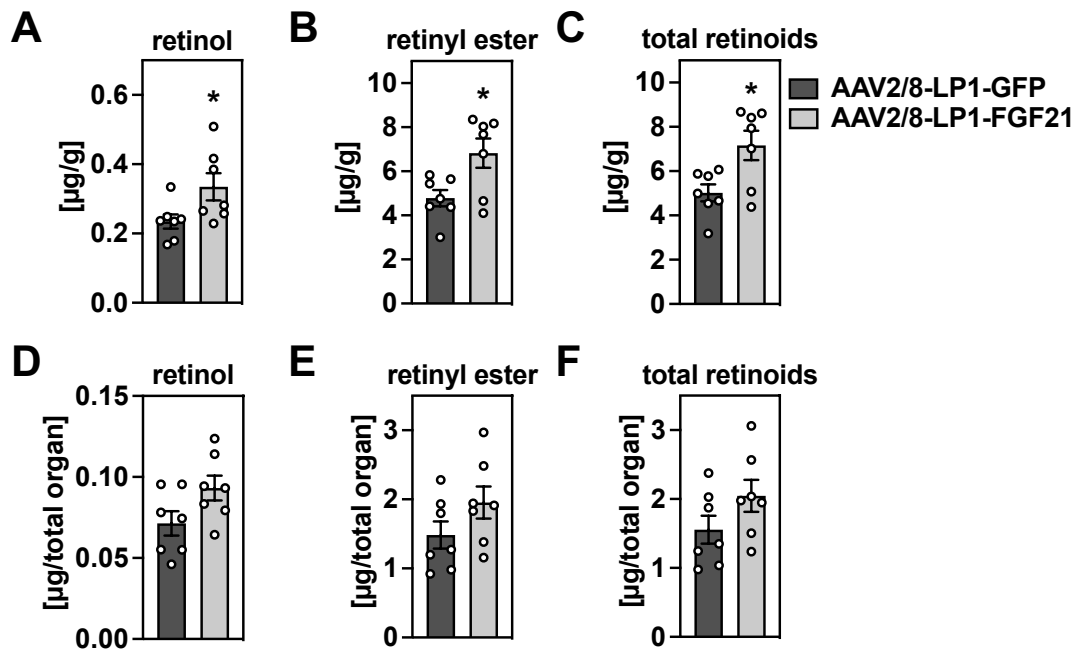 A
retinol
[µg/g]
0.6
0.4
0.2
0.0
*
B
retinyl ester
[µg/g]
10
8
6
4
2
0
*
C
total retinoids
[µg/g]
10
8
6
4
2
0
*
AAV2/8-LP1-GFP
AAV2/8-LP1-FGF21
D
retinol
[µg/total organ]
0.15
0.10
0.05
0.00
E
retinyl ester
[µg/total organ]
3
2
1
0
F
total retinoids
[µg/total organ]
3
2
1
0